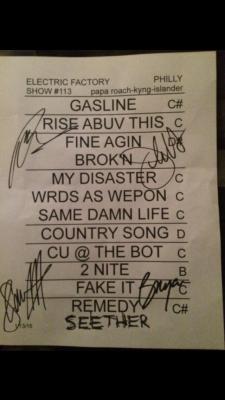 ELECTRIC FACTORY PHILLY
SHOW #113 papa roach-kyng-islander
GASLINE C#
RISE ABUV THIS C
FINE AGIN
BROK'N
MY DISASTER C
WRDS AS WEPON C
SAME DAMN LIFE C
COUNTRY SONG D
CU @ THE BOT C
2 NITE B
FAKE IT C
REMEDY C#
SEETHER